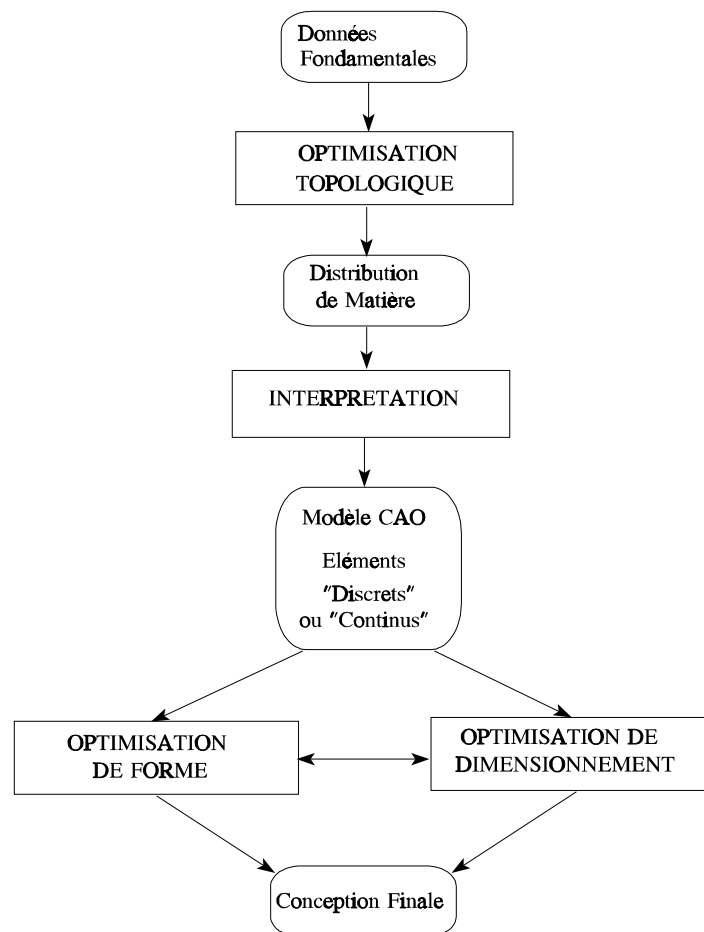 Données
Fondamentales
OPTIMISATION
TOPOLOGIQUE
Distribution
de Matière
INTERPRETATION
Modèle CAO
Eléments
"Discrets"
ou "Continus"
OPTIMISATION
DE FORME
OPTIMISATION DE
DIMENSIONNEMENT
Conception Finale